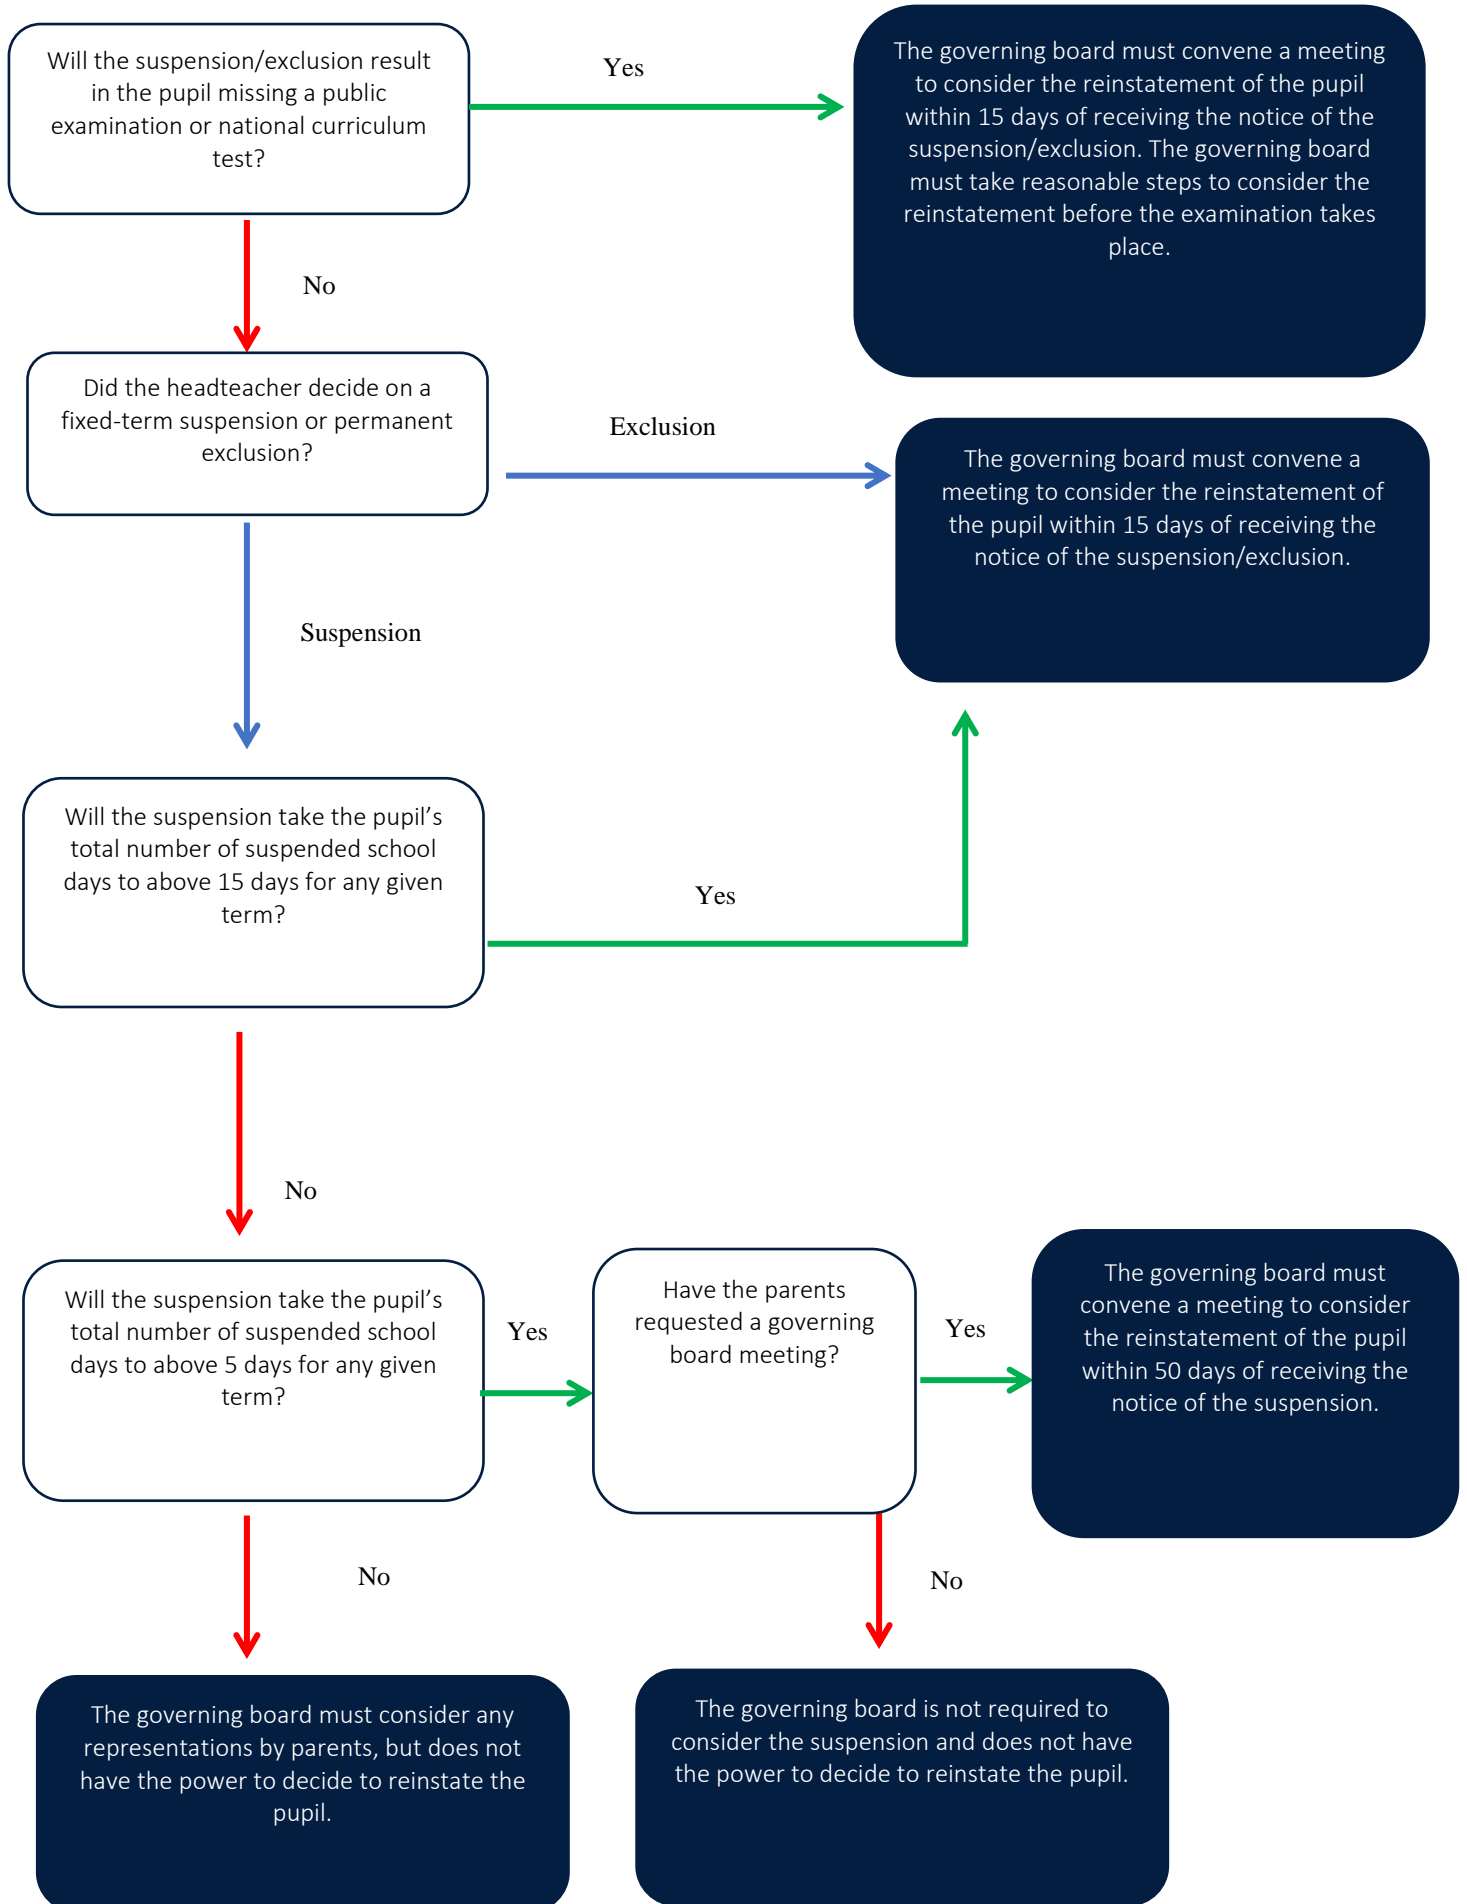 Will the suspension/exclusion result
in the pupil missing a public
examination or national curriculum
test?
Yes
The governing board must convene a meeting
to consider the reinstatement of the pupil
within 15 days of receiving the notice of the
suspension/exclusion. The governing board
must take reasonable steps to consider the
reinstatement before the examination takes
place.
No
Did the headteacher decide on a
fixed-term suspension or permanent
exclusion?
Exclusion
The governing board must convene a
meeting to consider the reinstatement of
the pupil within 15 days of receiving the
notice of the suspension/exclusion.
Suspension
Will the suspension take the pupil’s
total number of suspended school
days to above 15 days for any given
term?
Yes
No
Will the suspension take the pupil’s
total number of suspended school
days to above 5 days for any given
term?
Yes
Have the parents
requested a governing
board meeting?
Yes
The governing board must
convene a meeting to consider
the reinstatement of the pupil
within 50 days of receiving the
notice of the suspension.
No
No
The governing board must consider any
representations by parents, but does not
have the power to decide to reinstate the
pupil.
The governing board is not required to
consider the suspension and does not have
the power to decide to reinstate the pupil.